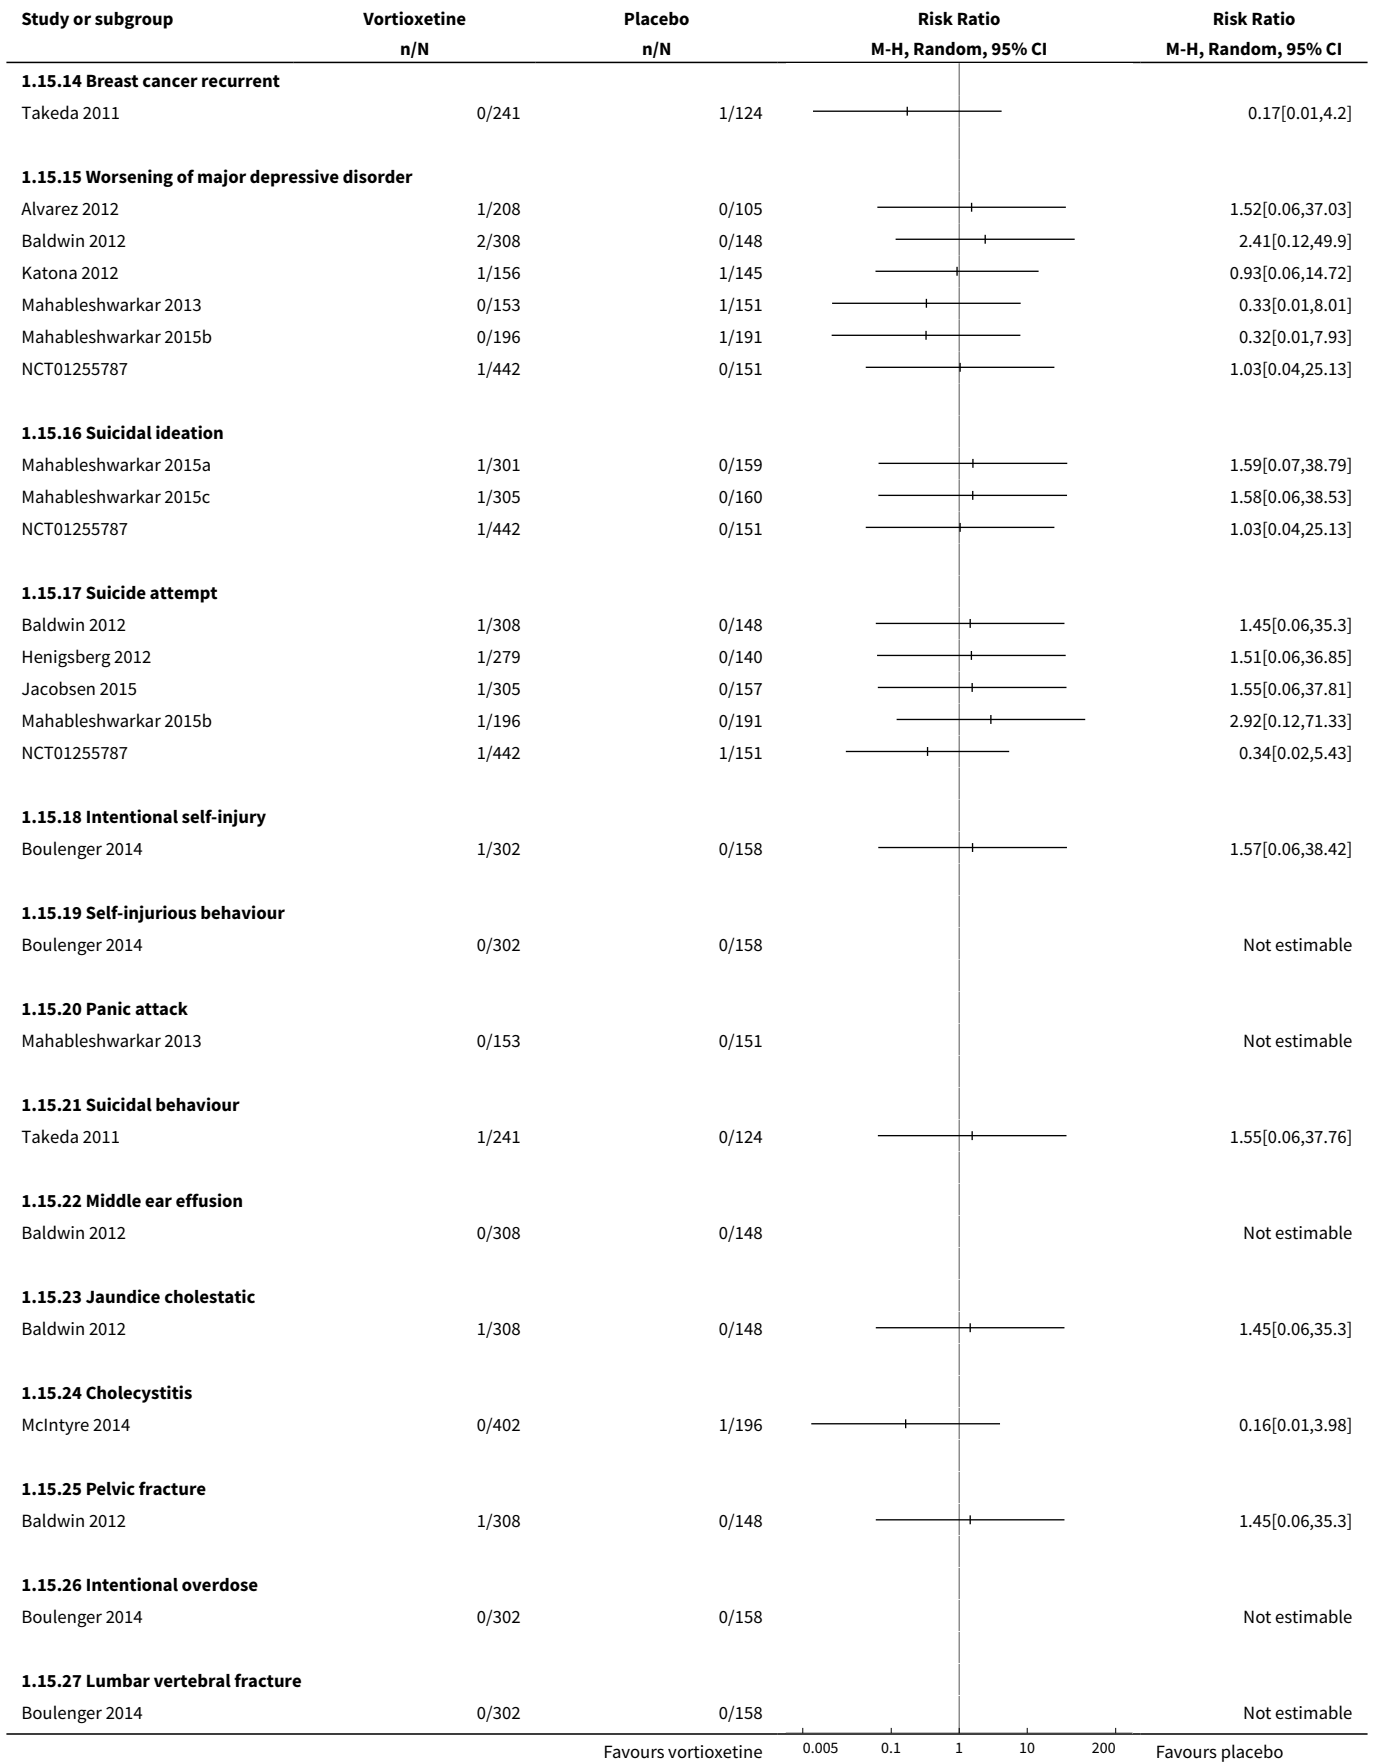 Study or subgroup Vortioxetine Placebo Risk Ratio Risk Ratio
n/N n/N M-H, Random, 95% CI M-H, Random, 95% CI
1.15.14 Breast cancer recurrent
Takeda 2011 0/241 1/124 0.17[0.01,4.2]
1.15.15 Worsening of major depressive disorder
Alvarez 2012 1/208 0/105 1.52[0.06,37.03]
Baldwin 2012 2/308 0/148 2.41[0.12,49.9]
Katona 2012 1/156 1/145 0.93[0.06,14.72]
Mahableshwarkar 2013 0/153 1/151 0.33[0.01,8.01]
Mahableshwarkar 2015b 0/196 1/191 0.32[0.01,7.93]
NCT01255787 1/442 0/151 1.03[0.04,25.13]
1.15.16 Suicidal ideation
Mahableshwarkar 2015a 1/301 0/159 1.59[0.07,38.79]
Mahableshwarkar 2015c 1/305 0/160 1.58[0.06,38.53]
NCT01255787 1/442 0/151 1.03[0.04,25.13]
1.15.17 Suicide attempt
Baldwin 2012 1/308 0/148 1.45[0.06,35.3]
Henigsberg 2012 1/279 0/140 1.51[0.06,36.85]
Jacobsen 2015 1/305 0/157 1.55[0.06,37.81]
Mahableshwarkar 2015b 1/196 0/191 2.92[0.12,71.33]
NCT01255787 1/442 1/151 0.34[0.02,5.43]
1.15.18 Intentional self-injury
Boulenger 2014 1/302 0/158 1.57[0.06,38.42]
1.15.19 Self-injurious behaviour
Boulenger 2014 0/302 0/158 Not estimable
1.15.20 Panic attack
Mahableshwarkar 2013 0/153 0/151 Not estimable
1.15.21 Suicidal behaviour
Takeda 2011 1/241 0/124 1.55[0.06,37.76]
1.15.22 Middle ear effusion
Baldwin 2012 0/308 0/148 Not estimable
1.15.23 Jaundice cholestatic
Baldwin 2012 1/308 0/148 1.45[0.06,35.3]
1.15.24 Cholecystitis
McIntyre 2014 0/402 1/196 0.16[0.01,3.98]
1.15.25 Pelvic fracture
Baldwin 2012 1/308 0/148 1.45[0.06,35.3]
1.15.26 Intentional overdose
Boulenger 2014 0/302 0/158 Not estimable
1.15.27 Lumbar vertebral fracture
Boulenger 2014 0/302 0/158 Not estimable
Favours vortioxetine 0.005 0.1 1 10 200 Favours placebo